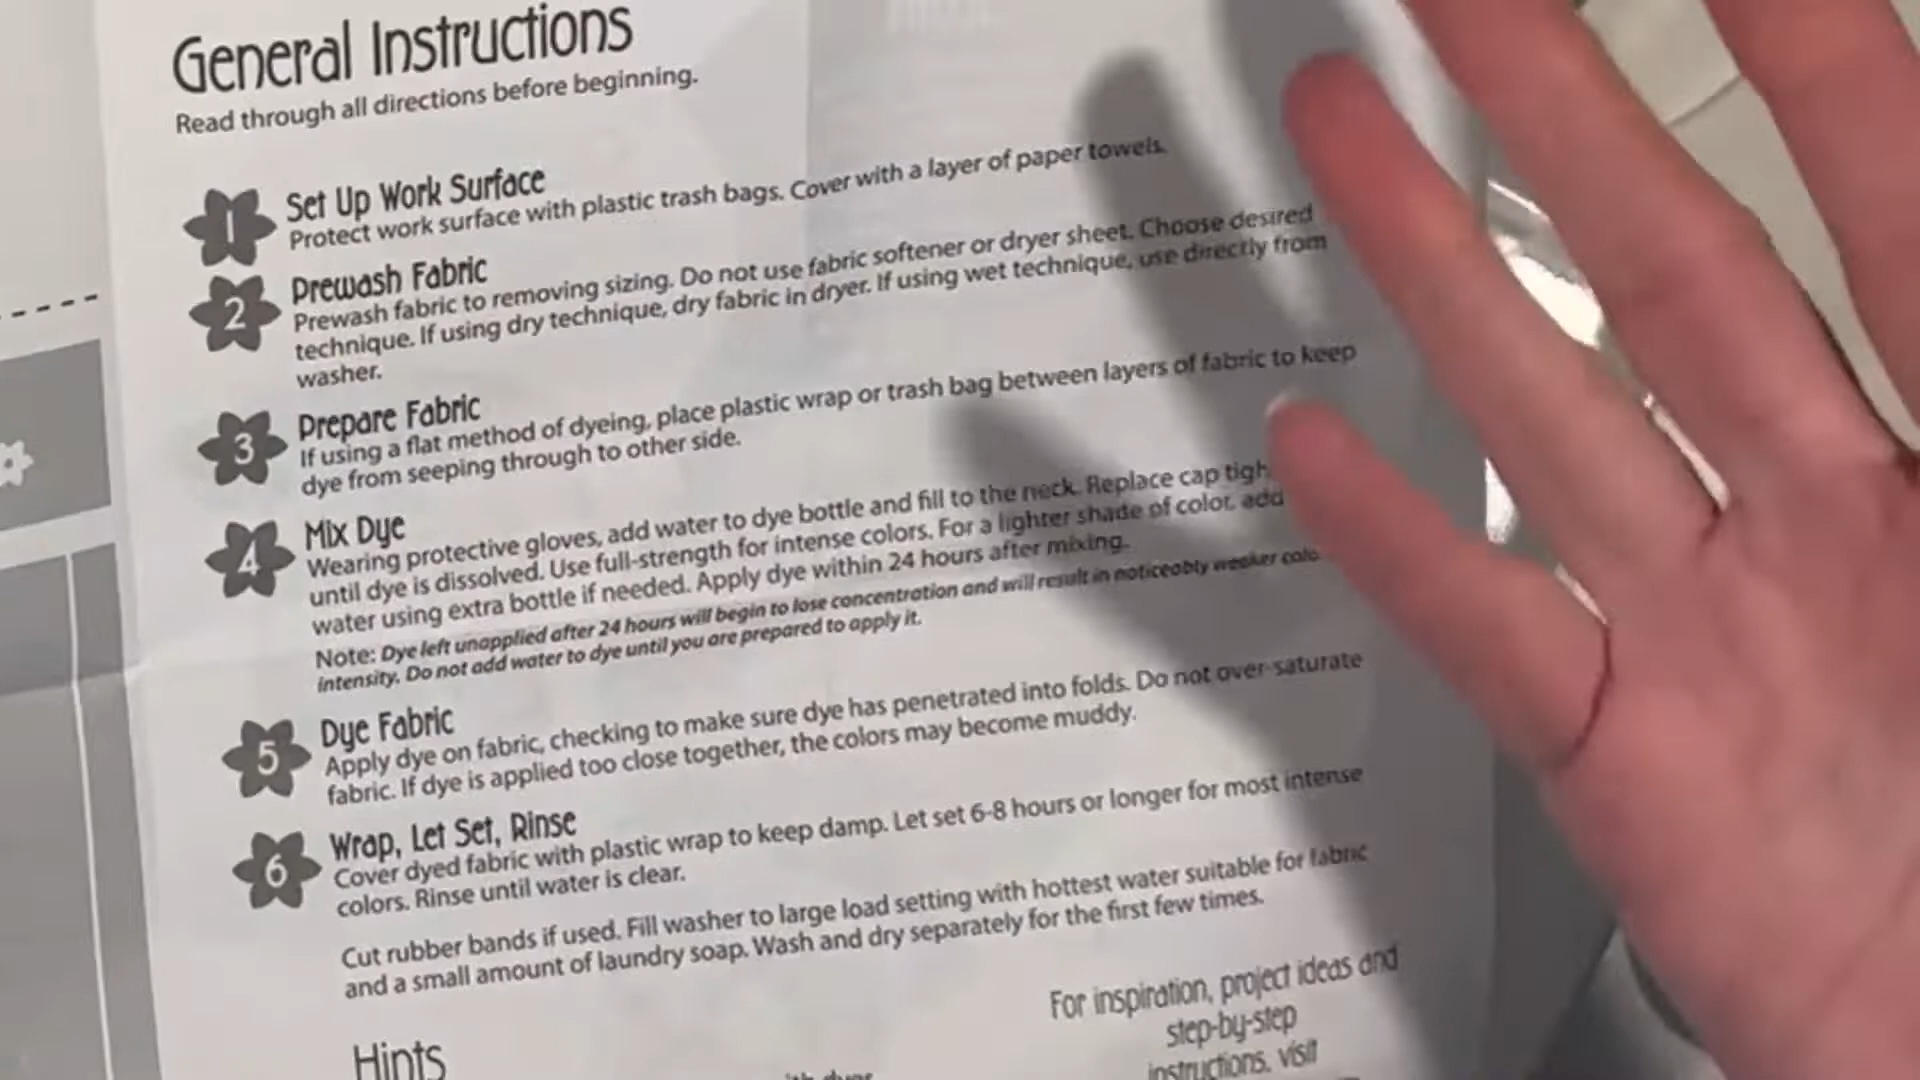 General Instructions
Read through all directions before beginning.
1
Set Up Work Surface
Protect work surface with plastic trash bags. Cover with a layer of paper towels.
2
Prewash Fabric
Prewash fabric to removing sizing. Do not use fabric softener or dryer sheet. Choose desired
technique. If using dry technique, dry fabric in dryer. If using wet technique, use directly from
washer.
3
Prepare Fabric
If using a flat method of dyeing, place plastic wrap or trash bag between layers of fabric to keep
dye from seeping through to other side.
4
Mix Dye
Wearing protective gloves, add water to dye bottle and fill to the neck. Replace cap
until dye is dissolved. Use full-strength for intense colors. For a lighter shade of color, add
water using extra bottle if needed. Apply dye within 24 hours after mixing.
Note: Dye left unapplied after 24 hours will begin to lose concentration and will result in noticeably weaker
intensity. Do not add water to dye until you are prepared to apply it.
5
Dye Fabric
Apply dye on fabric, checking to make sure dye has penetrated into folds. Do not over-saturate
fabric. If dye is applied too close together, the colors may become muddy.
6
Wrap, Let Set, Rinse
Cover dyed fabric with plastic wrap to keep damp. Let set 6-8 hours or longer for most intense
colors. Rinse until water is clear.
Cut rubber bands if used. Fill washer to large load setting with hottest water suitable for fabric
and a small amount of laundry soap. Wash and dry separately for the first few times.
For inspiration, project ideas and
step-by-step
instructions, visit
Hints